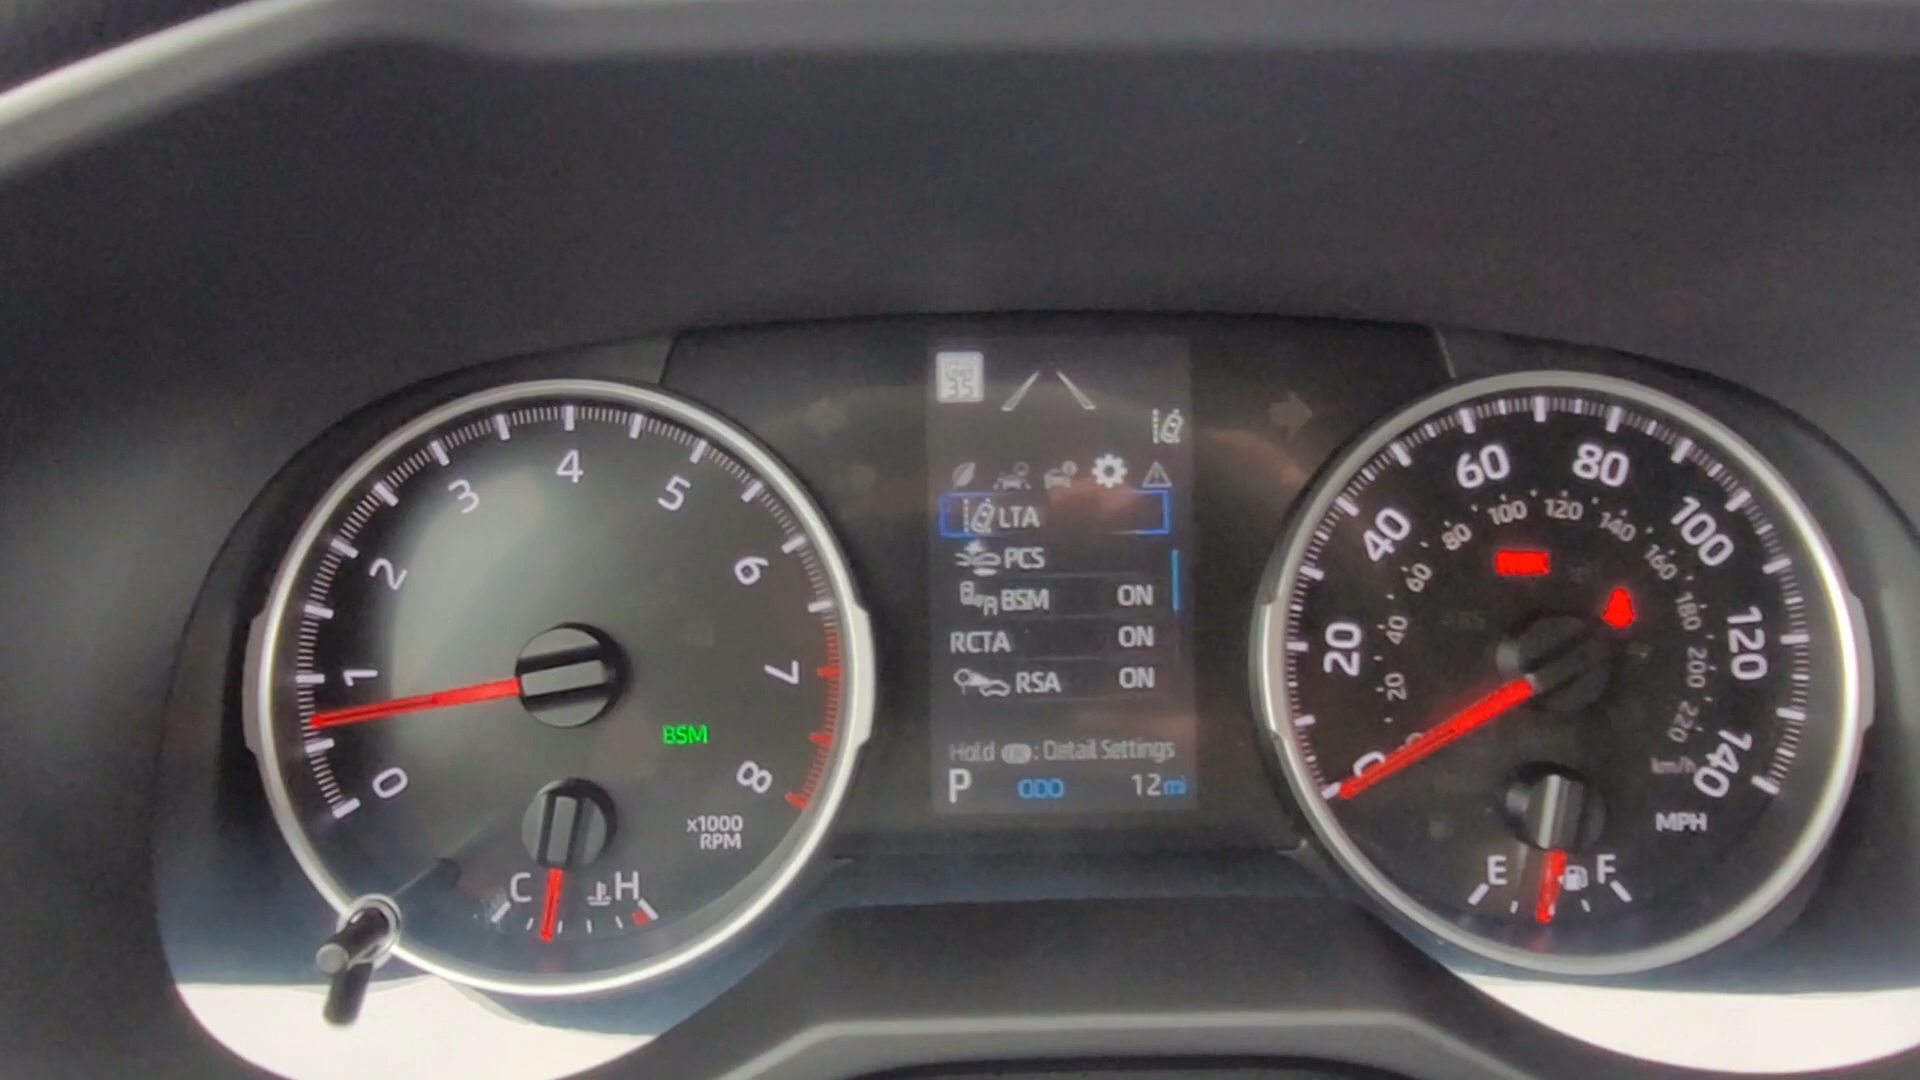 35
LTA
PCS
BSM ON
RCTA ON
RSA ON
Hold : Detail Settings
P ODO 12 mi
0
1
2
3
4
5
6
7
8
BSM
x1000
RPM
C H
20
40
60
80
100
120
140
20
40
60
80
100
120
140
160
180
200
220
km/h
MPH
E F